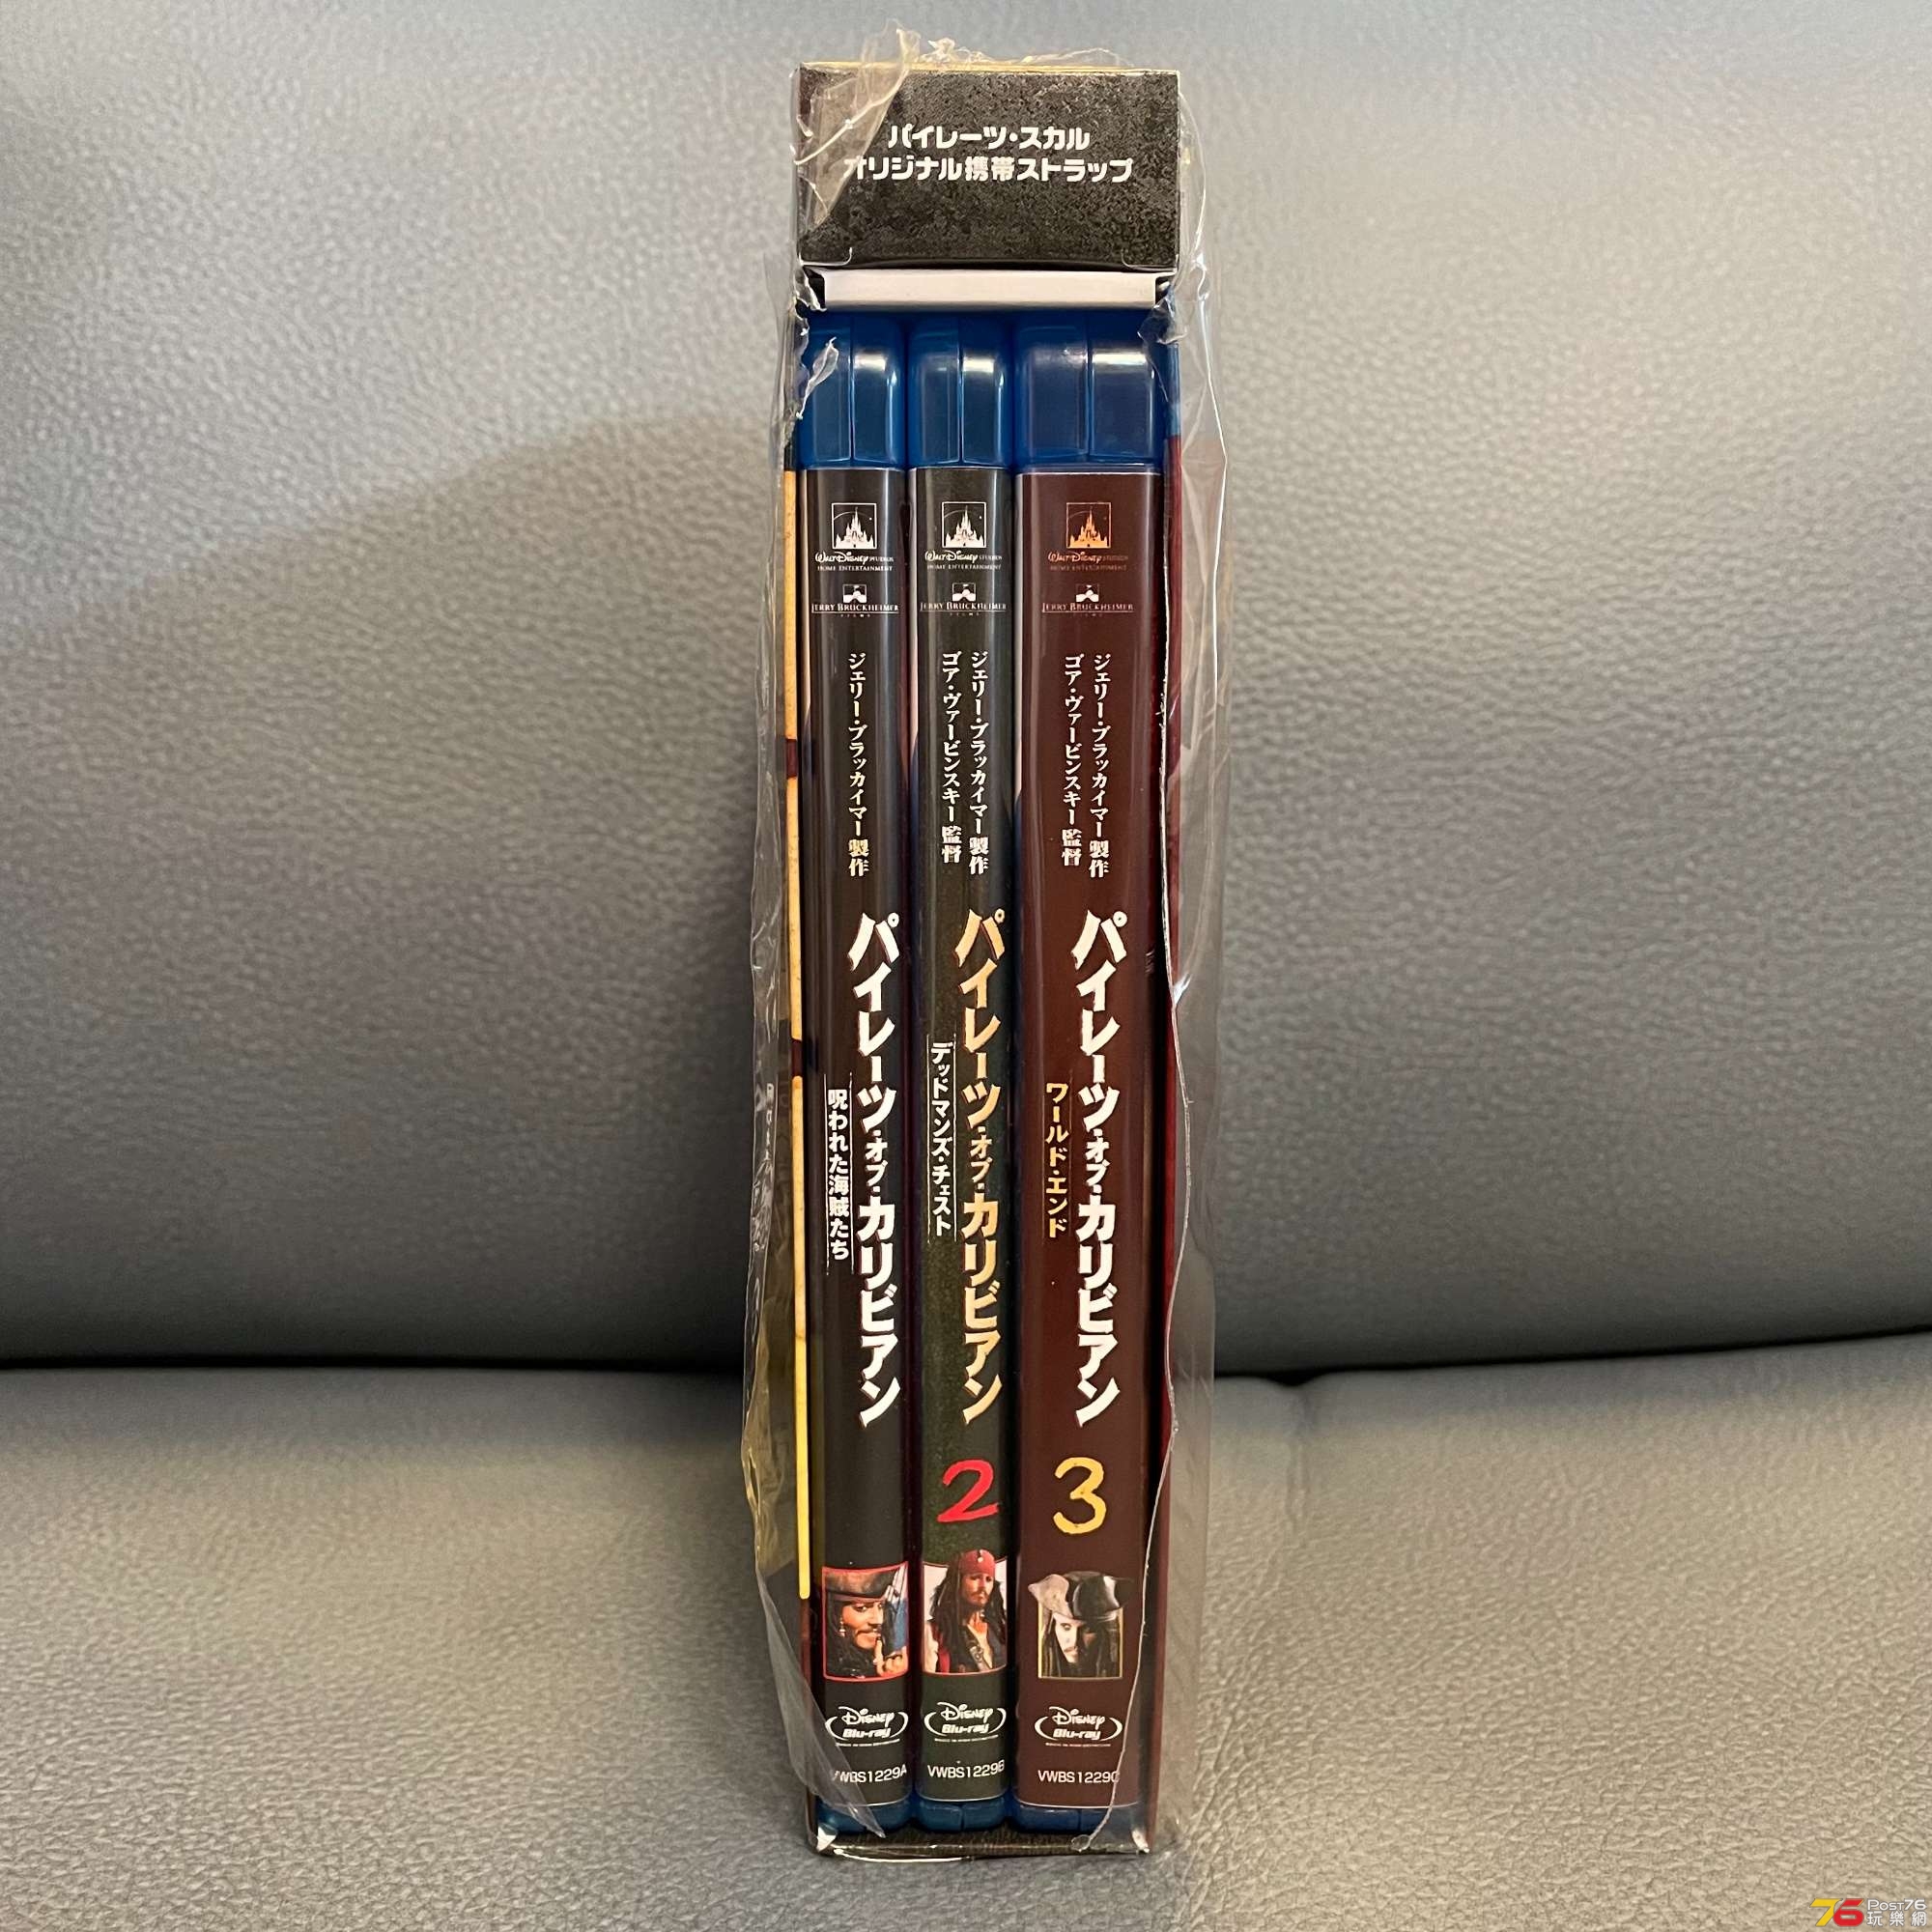 パイレーツ・スカル
オリジナル携帯ストラップ
WALT DISNEY STUDIOS
HOME ENTERTAINMENT
JERRY BRUCKHEIMER
FILMS
ジェリー・ブラッカイマー 製作
パイレーツ・オブ・カリビアン
呪われた海賊たち
DISNEY
Blu-ray
VWBS1229A
WALT DISNEY STUDIOS
HOME ENTERTAINMENT
JERRY BRUCKHEIMER
FILMS
ジェリー・ブラッカイマー 製作
ゴア・ヴァービンスキー 監督
パイレーツ・オブ・カリビアン
デッドマンズ・チェスト
2
DISNEY
Blu-ray
VWBS1229B
WALT DISNEY STUDIOS
HOME ENTERTAINMENT
JERRY BRUCKHEIMER
FILMS
ジェリー・ブラッカイマー 製作
ゴア・ヴァービンスキー 監督
パイレーツ・オブ・カリビアン
ワールド・エンド
3
DISNEY
Blu-ray
VWBS1229C
76 POST76
玩樂網